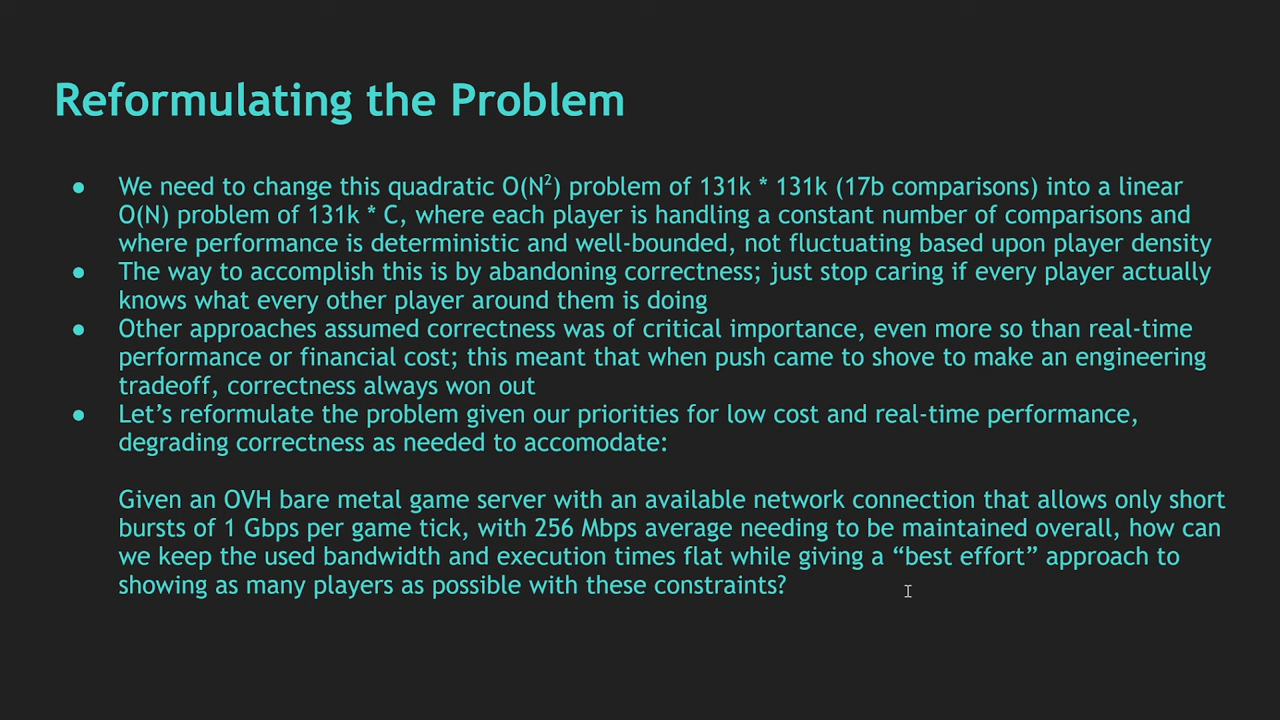 Reformulating the Problem
● We need to change this quadratic O(N²) problem of 131k * 131k (17b comparisons) into a linear
O(N) problem of 131k * C, where each player is handling a constant number of comparisons and
where performance is deterministic and well-bounded, not fluctuating based upon player density
● The way to accomplish this is by abandoning correctness; just stop caring if every player actually
knows what every other player around them is doing
● Other approaches assumed correctness was of critical importance, even more so than real-time
performance or financial cost; this meant that when push came to shove to make an engineering
tradeoff, correctness always won out
● Let’s reformulate the problem given our priorities for low cost and real-time performance,
degrading correctness as needed to accomodate:
Given an OVH bare metal game server with an available network connection that allows only short
bursts of 1 Gbps per game tick, with 256 Mbps average needing to be maintained overall, how can
we keep the used bandwidth and execution times flat while giving a “best effort” approach to
showing as many players as possible with these constraints?